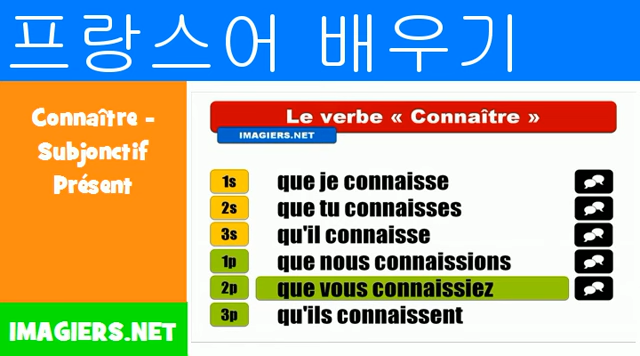 프랑스어 배우기
Connaître -
Subjonctif
Présent
IMAGIERS.NET
Le verbe « Connaître »
IMAGIERS.NET
1s que je connaisse
2s que tu connaisses
3s qu'il connaisse
1p que nous connaissions
2p que vous connaissiez
3p qu'ils connaissent